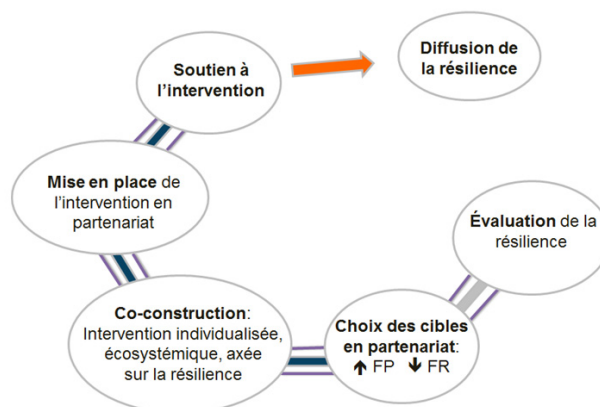 Soutien à
l'intervention
Diffusion de
la résilience
Mise en place de
l'intervention en
partenariat
Évaluation de la
résilience
Co-construction:
Intervention individualisée,
écosystémique, axée
sur la résilience
Choix des cibles
en partenariat:
↑ FP ↓ FR